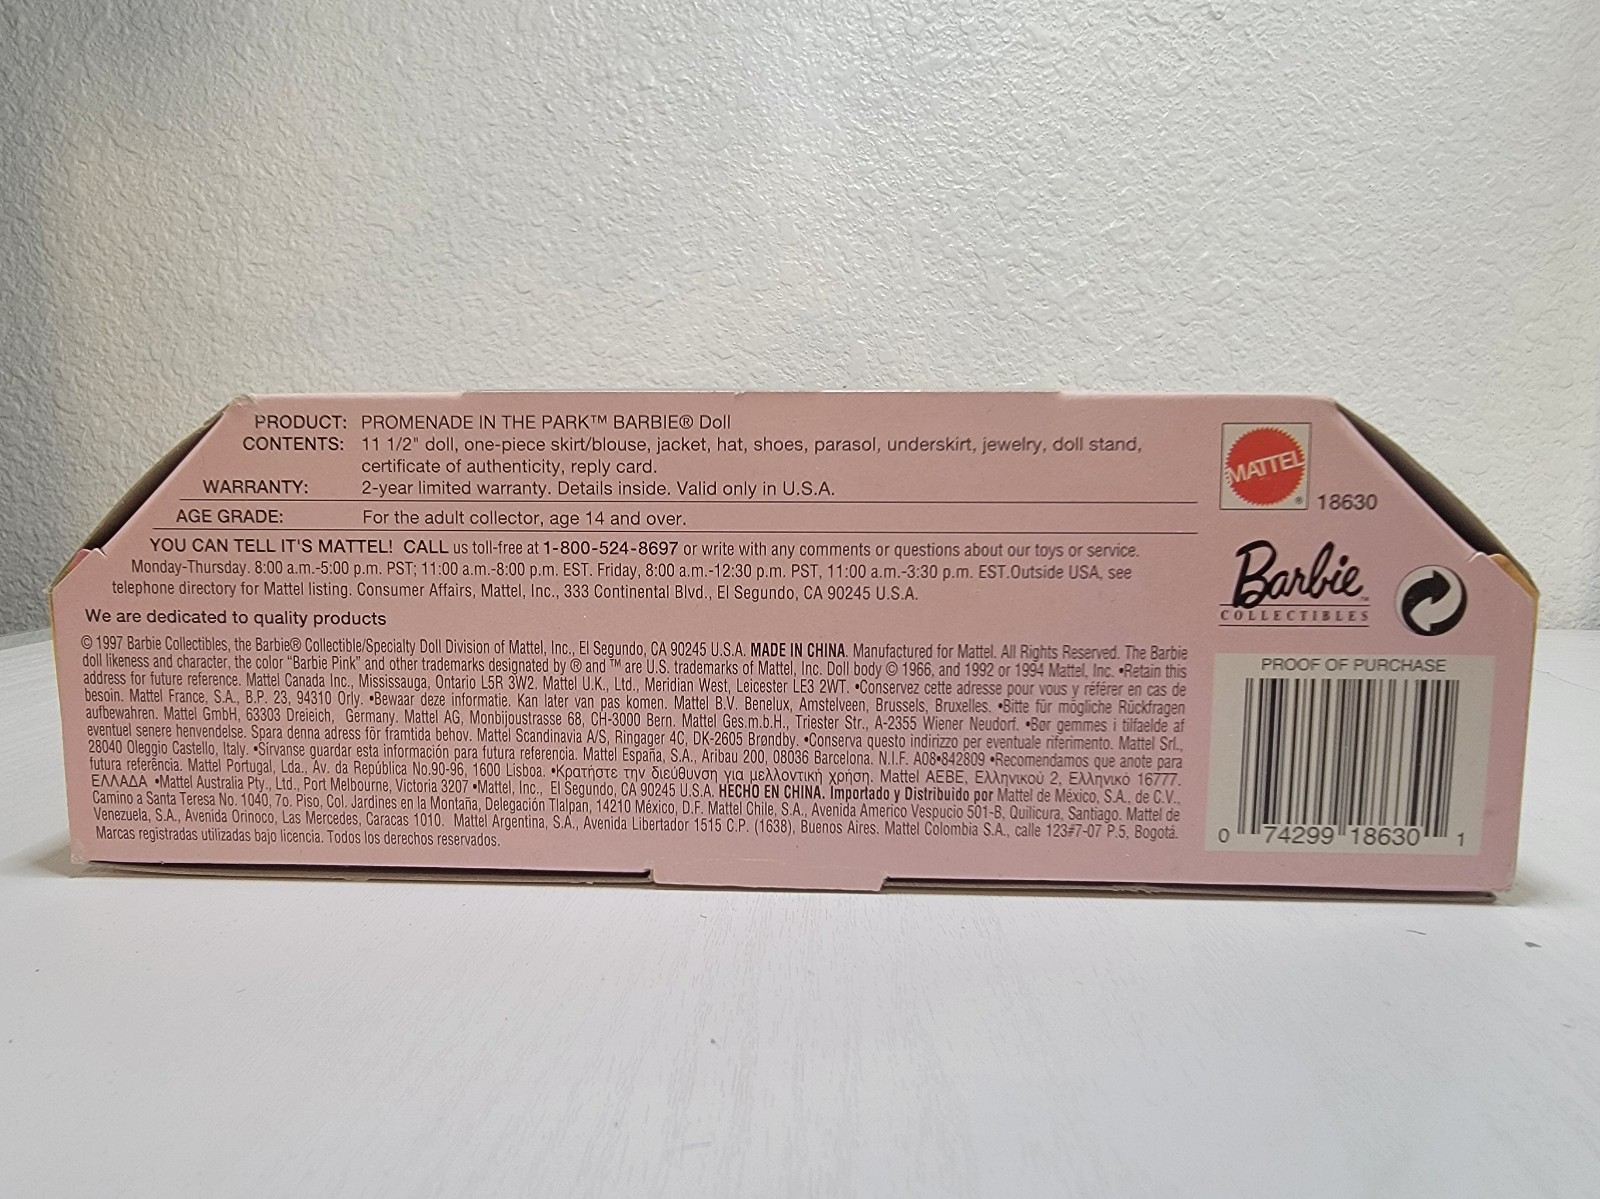 PRODUCT: PROMENADE IN THE PARK™ BARBIE® Doll
CONTENTS: 11 1/2" doll, one-piece skirt/blouse, jacket, hat, shoes, parasol, underskirt, jewelry, doll stand,
certificate of authenticity, reply card.
WARRANTY: 2-year limited warranty. Details inside. Valid only in U.S.A.
AGE GRADE: For the adult collector, age 14 and over.
YOU CAN TELL IT'S MATTEL! CALL us toll-free at 1-800-524-8697 or write with any comments or questions about our toys or service.
Monday-Thursday. 8:00 a.m.-5:00 p.m. PST; 11:00 a.m.-8:00 p.m. EST. Friday, 8:00 a.m.-12:30 p.m. PST, 11:00 a.m.-3:30 p.m. EST.Outside USA, see
telephone directory for Mattel listing. Consumer Affairs, Mattel, Inc., 333 Continental Blvd., El Segundo, CA 90245 U.S.A.
We are dedicated to quality products
© 1997 Barbie Collectibles, the Barbie® Collectible/Specialty Doll Division of Mattel, Inc., El Segundo, CA 90245 U.S.A. MADE IN CHINA. Manufactured for Mattel. All Rights Reserved. The Barbie
doll likeness and character, the color “Barbie Pink” and other trademarks designated by ® and ™ are U.S. trademarks of Mattel, Inc. Doll body © 1966, and 1992 or 1994 Mattel, Inc. •Retain this
address for future reference. Mattel Canada Inc., Mississauga, Ontario L5R 3W2. Mattel U.K., Ltd., Meridian West, Leicester LE3 2WT. •Conservez cette adresse pour vous y référer en cas de
besoin. Mattel France, S.A., B.P. 23, 94310 Orly. •Bewaar deze informatie. Kan later van pas komen. Mattel B.V. Benelux, Amstelveen, Brussels, Bruxelles. •Bitte für mögliche Rückfragen
aufbewahren. Mattel GmbH, 63303 Dreieich, Germany. Mattel AG, Monbijoustrasse 68, CH-3000 Bern. Mattel Ges.m.b.H., Triester Str., A-2355 Wiener Neudorf. •Bør gemmes i tilfaelde af
eventuel senere henvendelse. Spara denna adress för framtida behov. Mattel Scandinavia A/S, Ringager 4C, DK-2605 Brøndby. •Conserva questo indirizzo per eventuale riferimento. Mattel Srl.,
28040 Oleggio Castello, Italy. •Sírvanse guardar esta información para futura referencia. Mattel España, S.A., Aribau 200, 08036 Barcelona. N.I.F. A08•842809 •Recomendamos que anote para
futura referência. Mattel Portugal, Lda., Av. da República No.90-96, 1600 Lisboa. •Κρατήστε την διεύθυνση για μελλοντική χρήση. Mattel AEBE, Ελληνικού 2, Ελληνικό 16777.
ΕΛΛΑΔΑ •Mattel Australia Pty., Ltd., Port Melbourne, Victoria 3207 •Mattel, Inc., El Segundo, CA 90245 U.S.A. HECHO EN CHINA. Importado y Distribuido por Mattel de México, S.A., de C.V.,
Camino a Santa Teresa No. 1040, 7o. Piso, Col. Jardines en la Montaña, Delegación Tlalpan, 14210 México, D.F. Mattel Chile, S.A., Avenida Americo Vespucio 501-B, Quilicura, Santiago. Mattel de
Venezuela, S.A., Avenida Orinoco, Las Mercedes, Caracas 1010. Mattel Argentina, S.A., Avenida Libertador 1515 C.P. (1638), Buenos Aires. Mattel Colombia S.A., calle 123#7-07 P.5, Bogotá.
Marcas registradas utilizadas bajo licencia. Todos los derechos reservados.
MATTEL ®
18630
Barbie™
COLLECTIBLES
PROOF OF PURCHASE
0 74299 18630 1